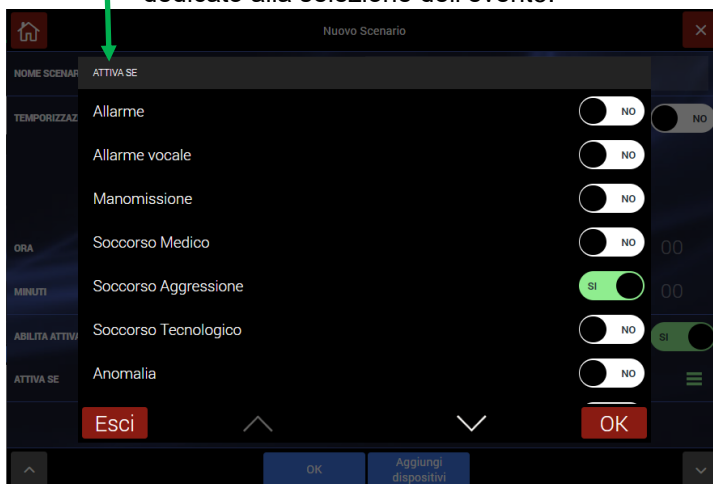 dedicato alla selezione dell'evento.
Nuovo Scenario
NOME SCENAR
ATTIVA SE
TEMPORIZZAZ
NO
Allarme
NO
Allarme vocale
NO
Manomissione
NO
Soccorso Medico
NO
ORA
00
Soccorso Aggressione
SI
MINUTI
00
Soccorso Tecnologico
NO
ABILITA ATTIVA
SI
Anomalia
NO
ATTIVA SE
Esci
OK
OK
Aggiungi
dispositivi